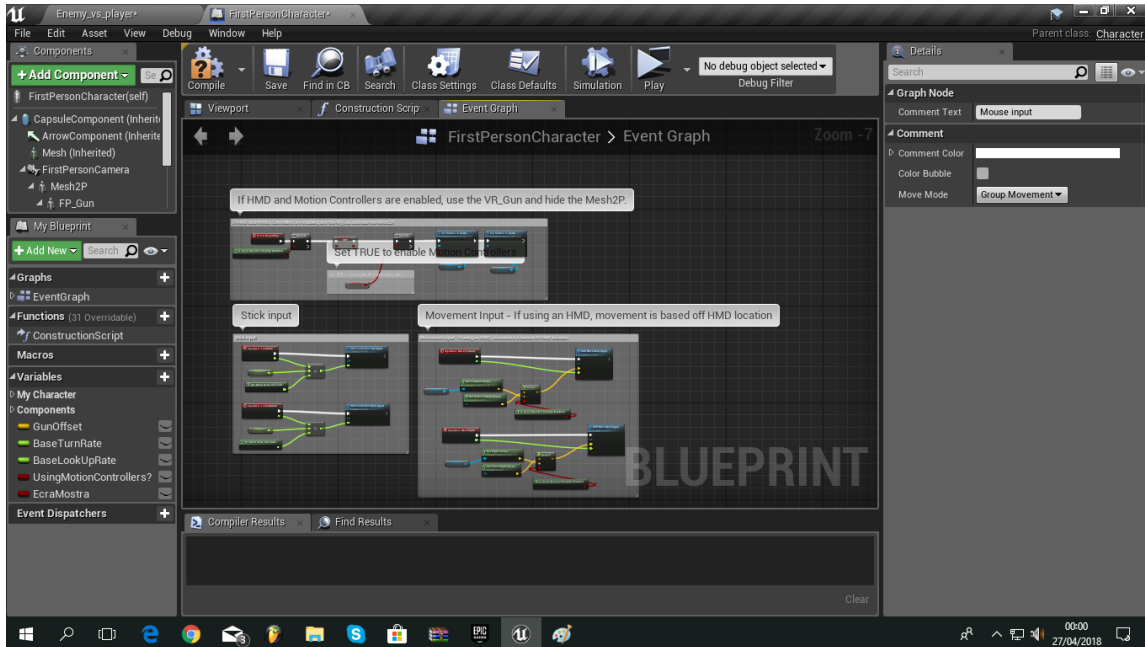 Enemy_vs_player•
FirstPersonCharacter•
File Edit Asset View Debug Window Help
Parent class: Character
Components
+Add Component
Se
FirstPersonCharacter(self)
CapsuleComponent (Inherite
ArrowComponent (Inherite
Mesh (Inherited)
FirstPersonCamera
Mesh2P
FP_Gun
My Blueprint
+Add New
Search
Graphs
EventGraph
Functions (31 Overridable)
ConstructionScript
Macros
Variables
My Character
Components
GunOffset
BaseTurnRate
BaseLookUpRate
UsingMotionControllers?
EcraMostra
Event Dispatchers
Compile Save Find in CB Search Class Settings Class Defaults Simulation Play
No debug object selected
Debug Filter
Viewport
Construction Scrip
Event Graph
FirstPersonCharacter > Event Graph
Zoom -7
If HMD and Motion Controllers are enabled, use the VR_Gun and hide the Mesh2P.
Set TRUE to enable Motion Controllers
Stick input
Movement Input - If using an HMD, movement is based off HMD location
BLUEPRINT
Compiler Results
Find Results
Clear
Details
Search
Graph Node
Comment Text Mouse input
Comment
Comment Color
Color Bubble
Move Mode Group Movement
EPIC
00:00
27/04/2018